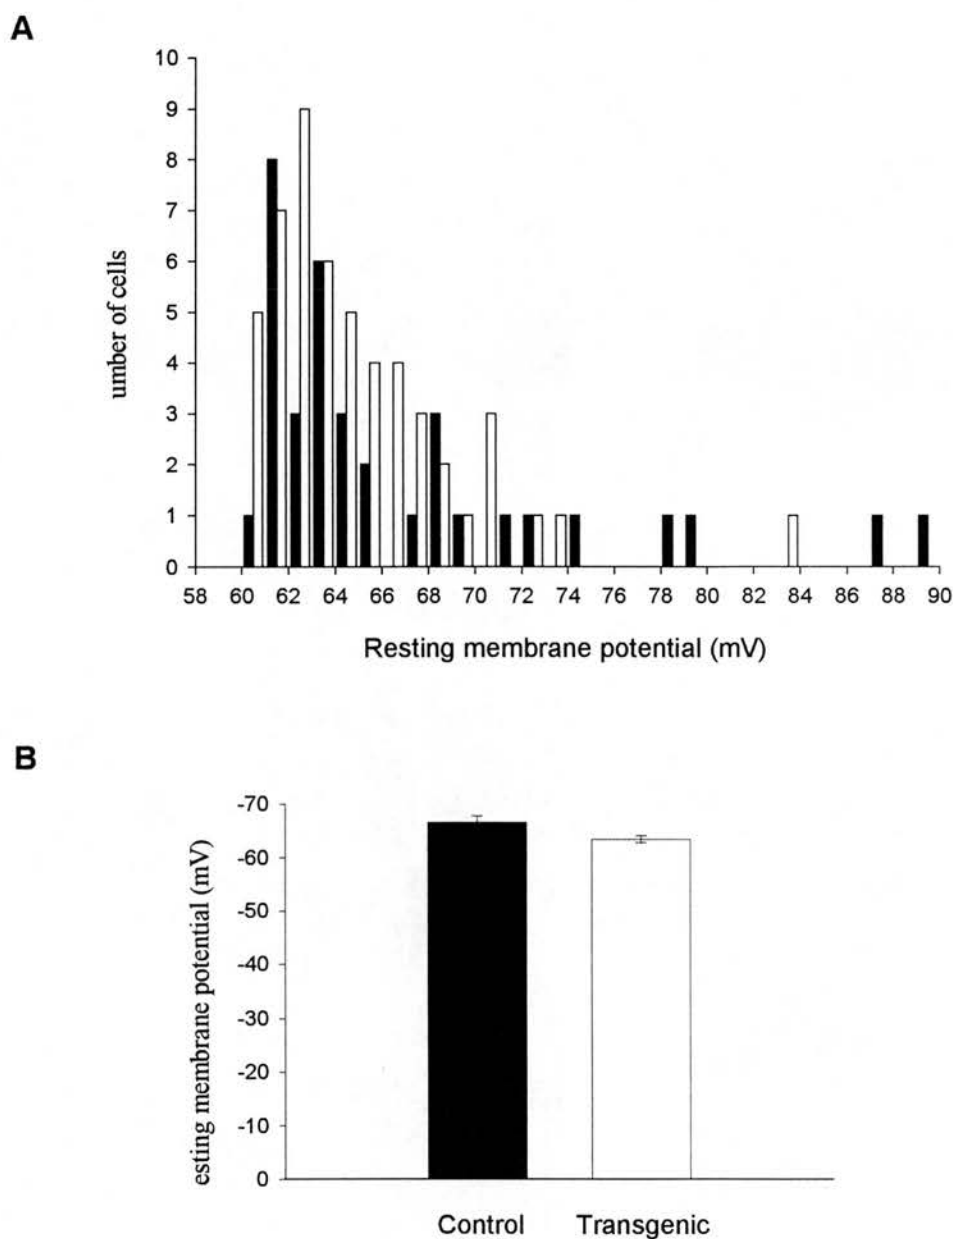 A
10
9
8
7
6
5
4
3
2
1
0
umber of cells
58 60 62 64 66 68 70 72 74 76 78 80 82 84 86 88 90
Resting membrane potential (mV)
B
-70
-60
-50
-40
-30
-20
-10
0
esting membrane potential (mV)
Control Transgenic